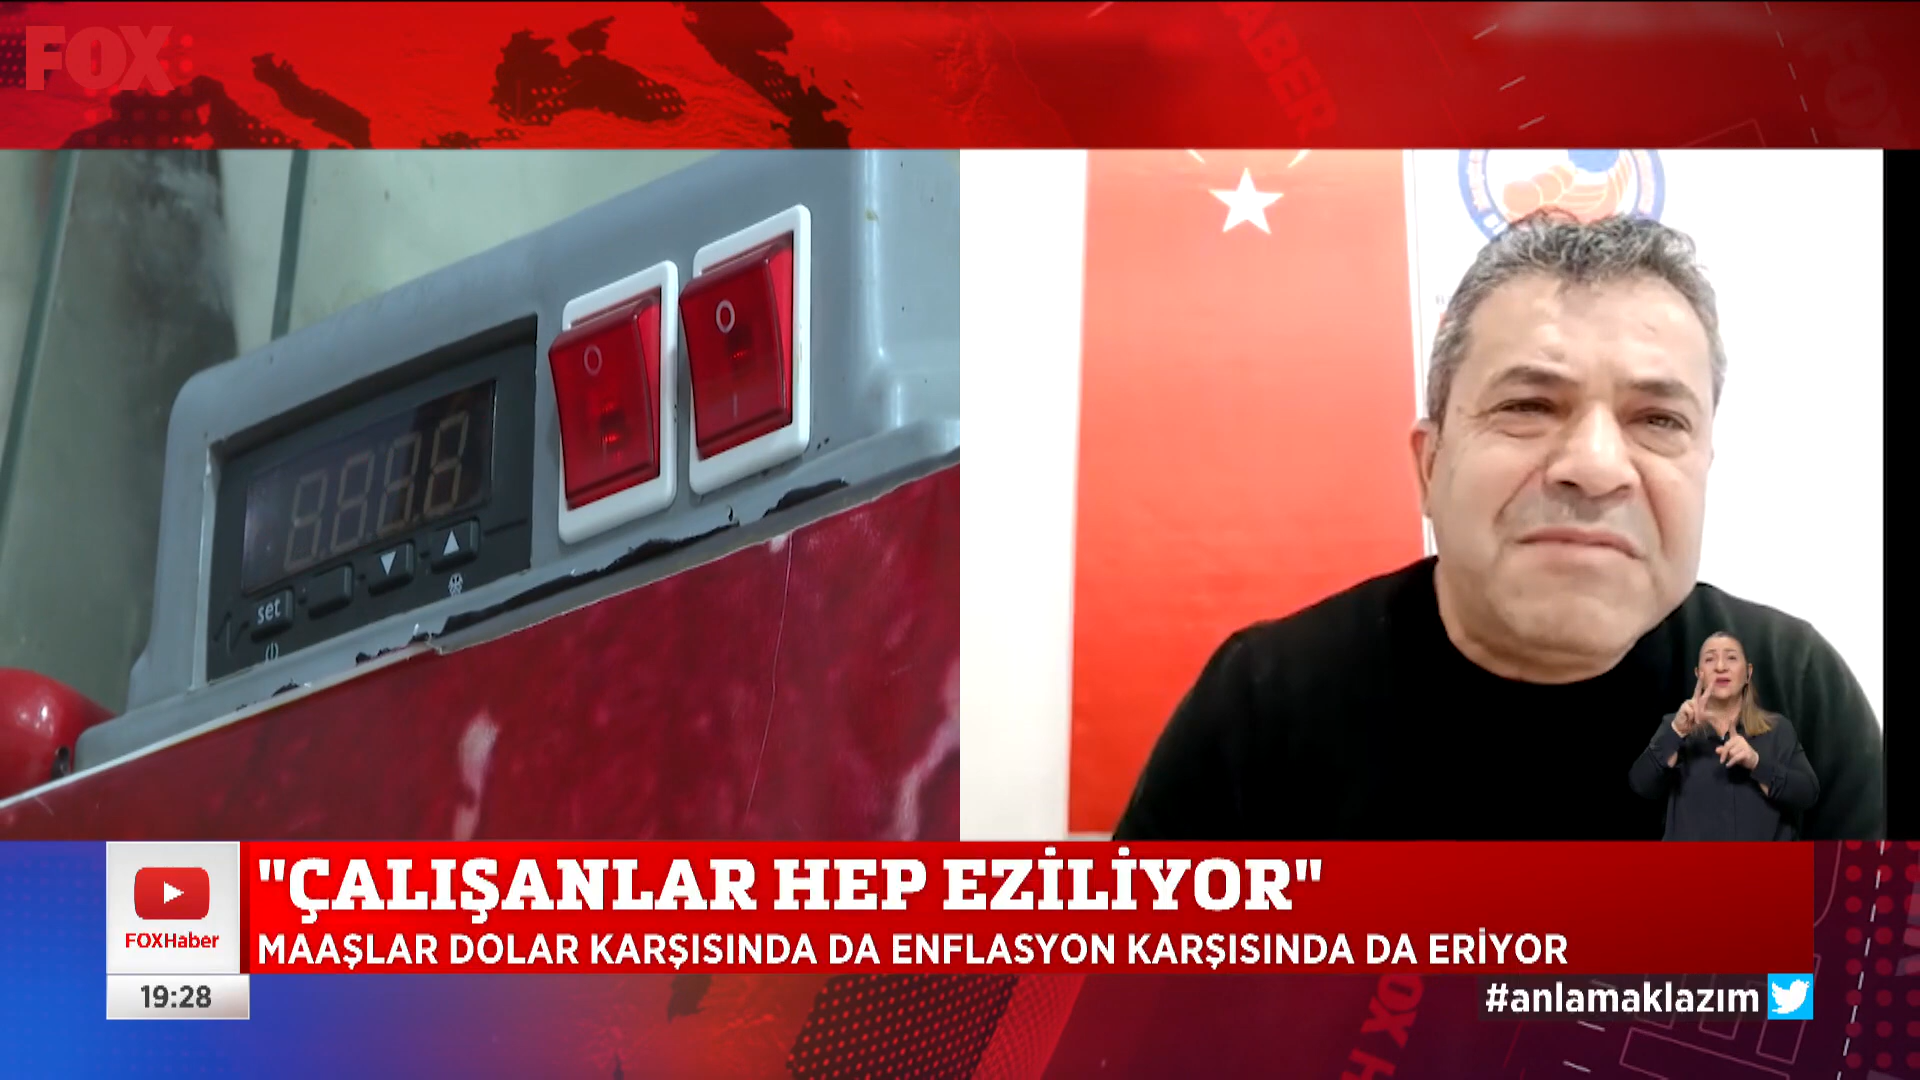 FOX
set
"ÇALIŞANLAR HEP EZİLİYOR"
MAAŞLAR DOLAR KARŞISINDA DA ENFLASYON KARŞISINDA DA ERİYOR
FOXHaber
19:28
#anlamaklazım